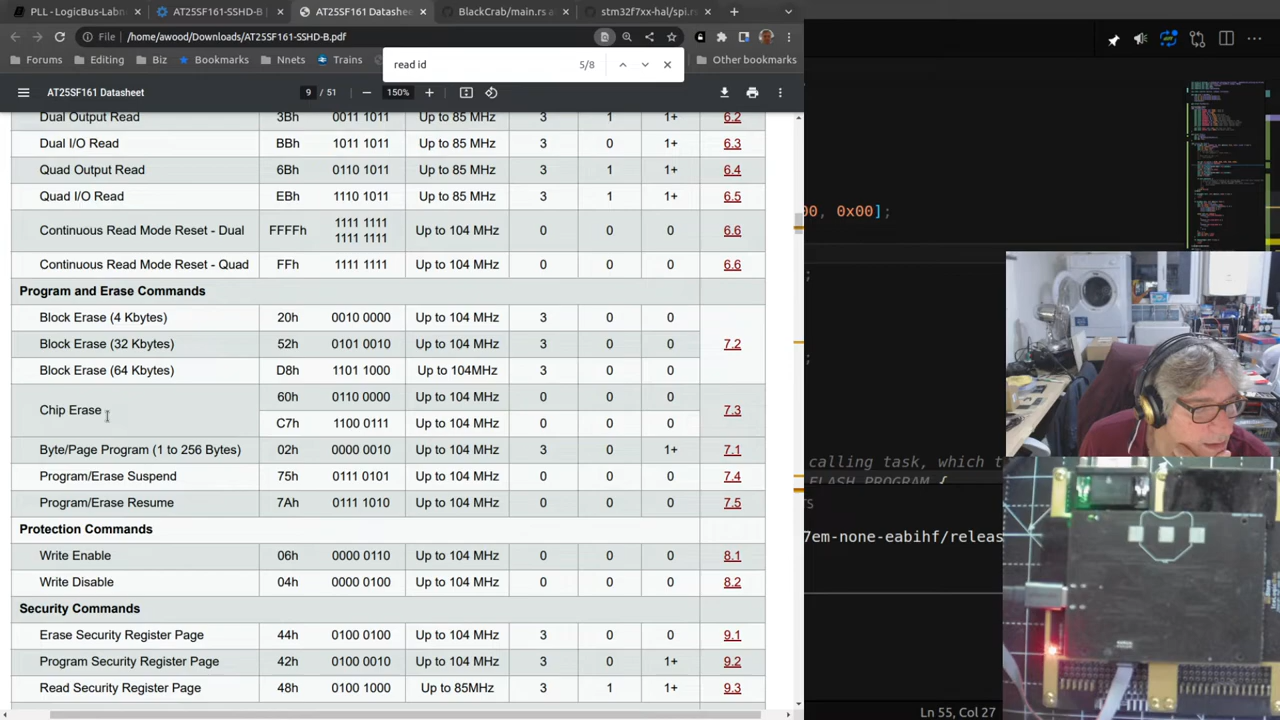 PLL - LogicBus-Labn
AT25SF161-SSHD-B
AT25SF161 Datashee
BlackCrab/main.rs a
stm32f7xx-hal/spi.r
File /home/awood/Downloads/AT25SF161-SSHD-B.pdf
Forums Editing Biz Bookmarks Nnets Trains Other bookmarks
read id 5/8
AT25SF161 Datasheet 9 / 51 150%
Dual Output Read 3Bh 0011 1011 Up to 85 MHz 3 1 1+ 6.2
Dual I/O Read BBh 1011 1011 Up to 85 MHz 3 0 1+ 6.3
Quad Output Read 6Bh 0110 1011 Up to 85 MHz 3 1 1+ 6.4
Quad I/O Read EBh 1110 1011 Up to 85 MHz 3 0 1+ 6.5
Continuous Read Mode Reset - Dual FFFFh 1111 1111 Up to 104 MHz 0 0 0 6.6
1111 1111
Continuous Read Mode Reset - Quad FFh 1111 1111 Up to 104 MHz 0 0 0 6.6
Program and Erase Commands
Block Erase (4 Kbytes) 20h 0010 0000 Up to 104 MHz 3 0 0
Block Erase (32 Kbytes) 52h 0101 0010 Up to 104 MHz 3 0 0 7.2
Block Erase (64 Kbytes) D8h 1101 1000 Up to 104MHz 3 0 0
Chip Erase 60h 0110 0000 Up to 104 MHz 0 0 0 7.3
C7h 1100 0111 Up to 104 MHz 0 0 0
Byte/Page Program (1 to 256 Bytes) 02h 0000 0010 Up to 104 MHz 3 0 1+ 7.1
Program/Erase Suspend 75H 0111 0101 Up to 104 MHz 0 0 0 7.4
Program/Erase Resume 7Ah 0111 1010 Up to 104 MHz 0 0 0 7.5
Protection Commands
Write Enable 06h 0000 0110 Up to 104 MHz 0 0 0 8.1
Write Disable 04h 0000 0100 Up to 104 MHz 0 0 0 8.2
Security Commands
Erase Security Register Page 44h 0100 0100 Up to 104 MHz 3 0 0 9.1
Program Security Register Page 42h 0100 0010 Up to 104 MHz 3 0 1+ 9.2
Read Security Register Page 48h 0100 1000 Up to 85MHz 3 1 1+ 9.3
00, 0x00];
;
;
calling task, which t
FLASH_PROGRAM {
TS
7em-none-eabihf/releas
Ln 55, Col 27